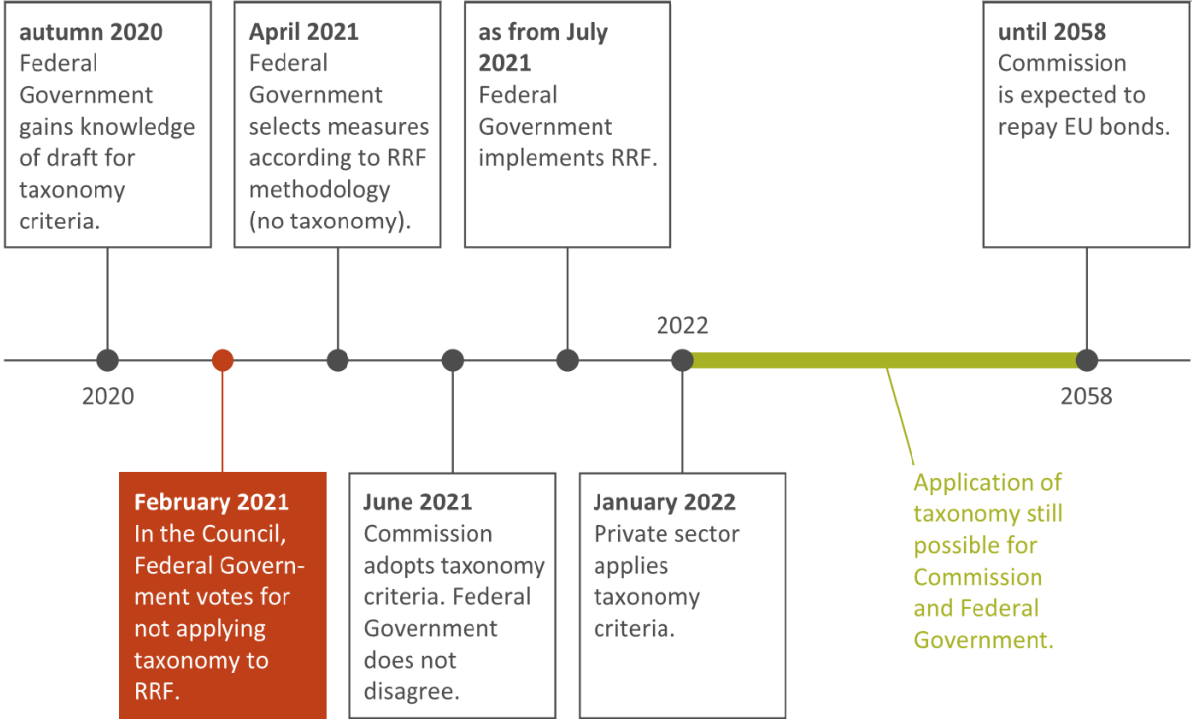 autumn 2020
Federal
Government
gains knowledge
of draft for
taxonomy
criteria.
April 2021
Federal
Government
selects measures
according to RRF
methodology
(no taxonomy).
as from July
2021
Federal
Government
implements RRF.
until 2058
Commission
is expected to
repay EU bonds.
2022
2020
2058
February 2021
In the Council,
Federal Govern-
ment votes for
not applying
taxonomy to
RRF.
June 2021
Commission
adopts taxonomy
criteria. Federal
Government
does not
disagree.
January 2022
Private sector
applies
taxonomy
criteria.
Application of
taxonomy still
possible for
Commission
and Federal
Government.